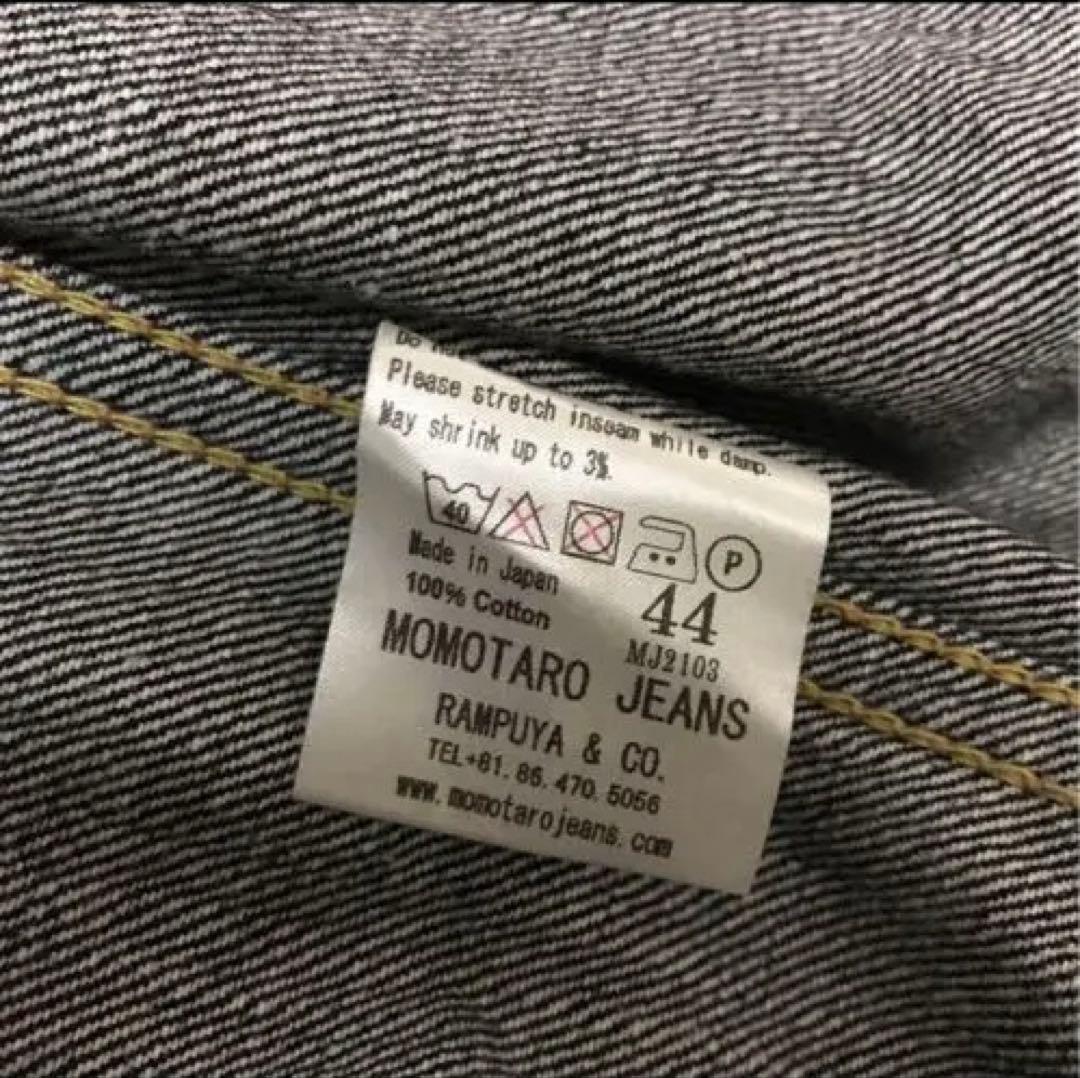 Please stretch inseam while damp.
May shrink up to 3%.
40
P
Made in Japan
100% Cotton
44
MJ2103
MOMOTARO JEANS
RAMPUYA & CO.
TEL+81. 86. 470. 5056
www.momotarojeans.com